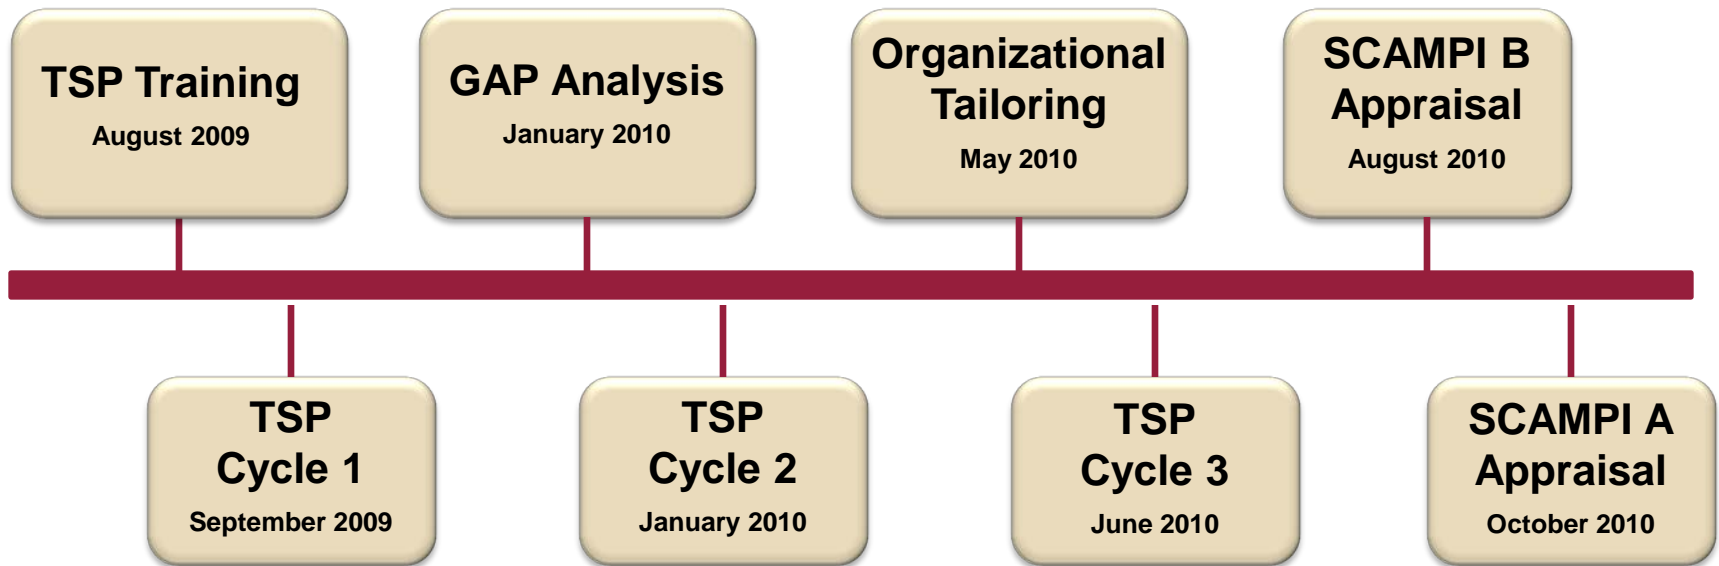 TSP Training
August 2009
GAP Analysis
January 2010
Organizational
Tailoring
May 2010
SCAMPI B
Appraisal
August 2010
TSP
Cycle 1
September 2009
TSP
Cycle 2
January 2010
TSP
Cycle 3
June 2010
SCAMPI A
Appraisal
October 2010